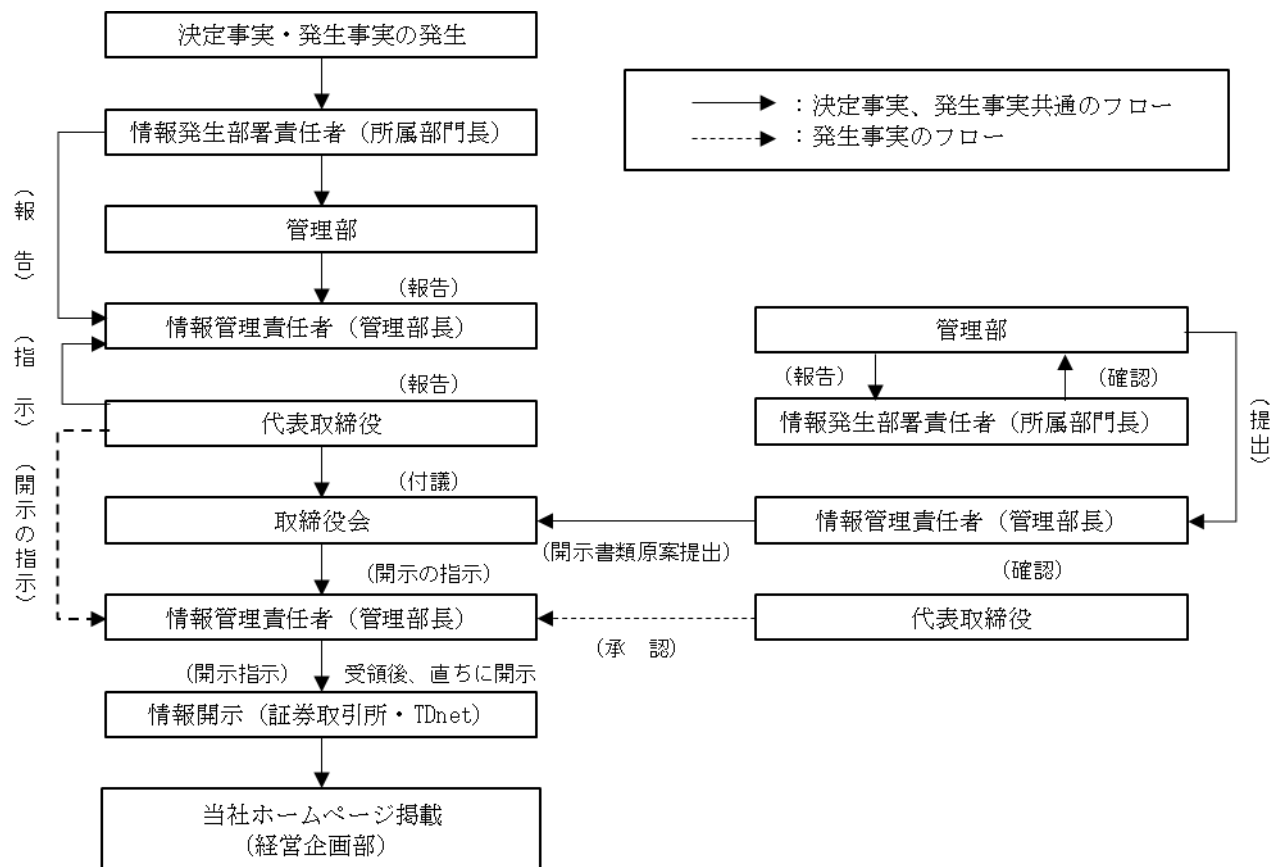 決定事実・発生事実の発生
情報発生部署責任者（所属部門長）
（報　告）
管理部
（報告）
情報管理責任者（管理部長）
（指　示）
（報告）
代表取締役
（開示の指示）
（付議）
取締役会
（開示の指示）
情報管理責任者（管理部長）
（開示指示）
受領後、直ちに開示
情報開示（証券取引所・TDnet）
当社ホームページ掲載
（経営企画部）
：決定事実、発生事実共通のフロー
：発生事実のフロー
管理部
（報告）
（確認）
情報発生部署責任者（所属部門長）
（提出）
情報管理責任者（管理部長）
（開示書類原案提出）
（確認）
代表取締役
（承　認）